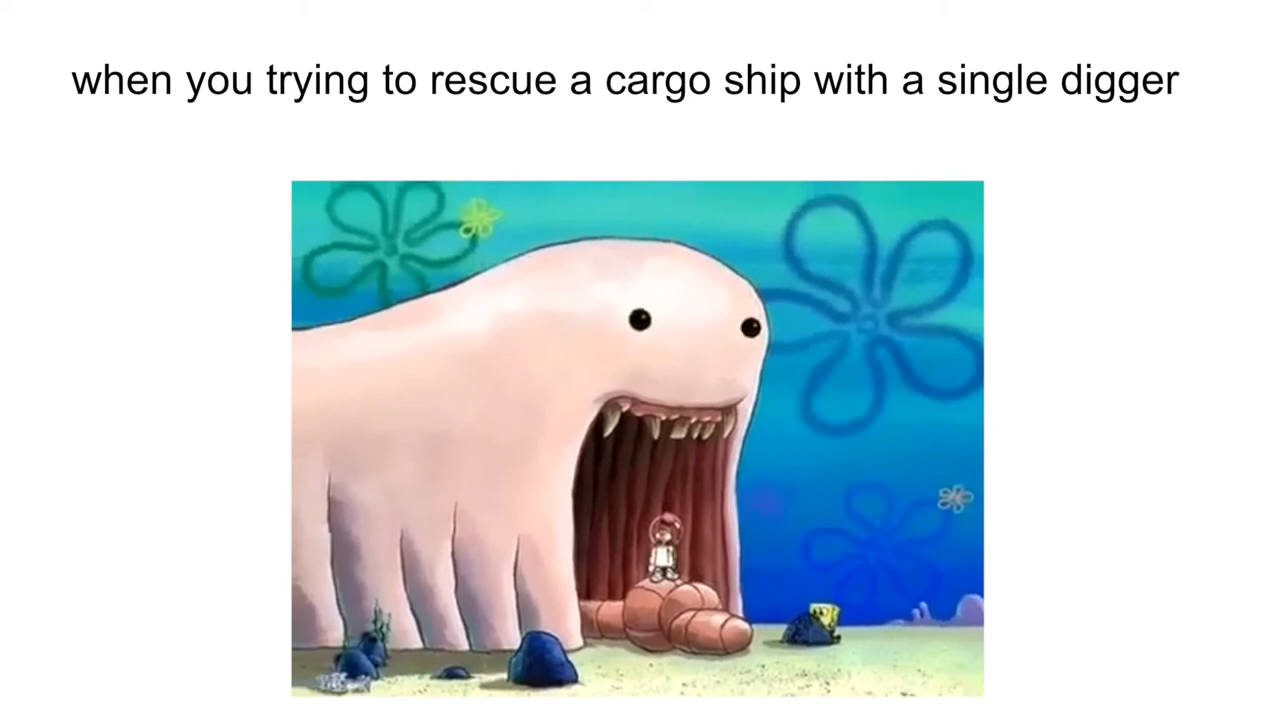 when you trying to rescue a cargo ship with a single digger